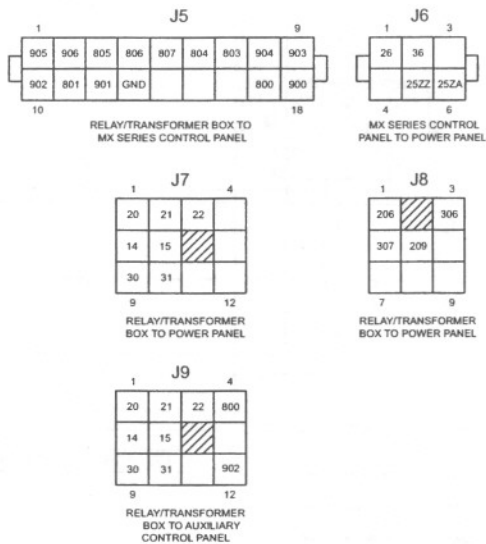 J5
1 9
905 906 805 806 807 804 803 904 903
902 801 901 GND 800 900
10 18
RELAY/TRANSFORMER BOX TO
MX SERIES CONTROL PANEL
J6
1 3
26 36
25ZZ 25ZA
4 6
MX SERIES CONTROL
PANEL TO POWER PANEL
J7
1 4
20 21 22
14 15
30 31
9 12
RELAY/TRANSFORMER
BOX TO POWER PANEL
J8
1 3
206 306
307 209
7 9
RELAY/TRANSFORMER
BOX TO POWER PANEL
J9
1 4
20 21 22 800
14 15
30 31 902
9 12
RELAY/TRANSFORMER
BOX TO AUXILIARY
CONTROL PANEL